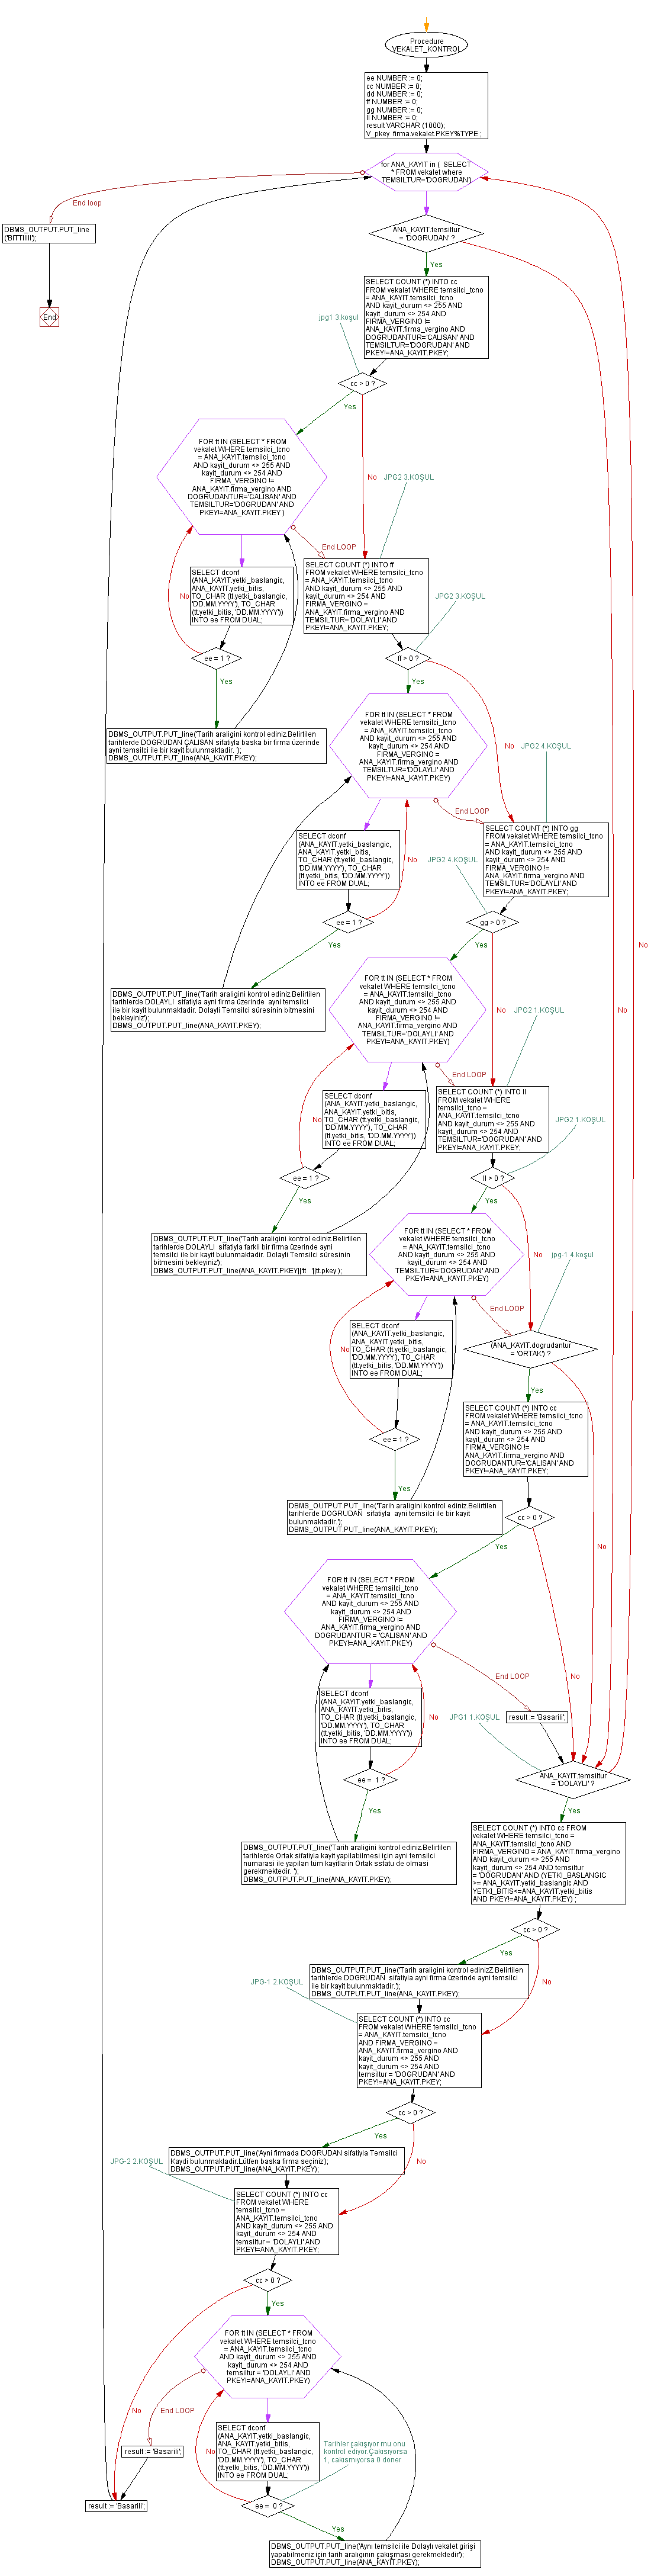 Procedure
VEKALET_KONTROL
ee NUMBER := 0;
cc NUMBER := 0;
dd NUMBER := 0;
ff NUMBER := 0;
gg NUMBER := 0;
ll NUMBER := 0;
result VARCHAR (1000);
V_pkey firma.vekalet.PKEY%TYPE ;
for ANA_KAYIT in ( SELECT
* FROM vekalet where
TEMSILTUR='DOGRUDAN')
End loop
DBMS_OUTPUT.PUT_line
('BITTIIIII');
End
ANA_KAYIT.temsiltur
= 'DOGRUDAN' ?
Yes
SELECT COUNT (*) INTO cc
FROM vekalet WHERE temsilci_tcno
= ANA_KAYIT.temsilci_tcno
AND kayit_durum <> 255 AND
kayit_durum <> 254 AND
FIRMA_VERGINO !=
ANA_KAYIT.firma_vergino AND
DOGRUDANTUR='CALISAN' AND
TEMSILTUR='DOGRUDAN' AND
PKEY!=ANA_KAYIT.PKEY;
jpg1 3.koşul
cc > 0 ?
Yes
FOR tt IN (SELECT * FROM
vekalet WHERE temsilci_tcno
= ANA_KAYIT.temsilci_tcno
AND kayit_durum <> 255 AND
kayit_durum <> 254 AND
FIRMA_VERGINO !=
ANA_KAYIT.firma_vergino AND
DOGRUDANTUR='CALISAN' AND
TEMSILTUR='DOGRUDAN' AND
PKEY!=ANA_KAYIT.PKEY )
No
JPG2 3.KOŞUL
End LOOP
SELECT dconf
(ANA_KAYIT.yetki_baslangic,
ANA_KAYIT.yetki_bitis,
TO_CHAR (tt.yetki_baslangic,
'DD.MM.YYYY'), TO_CHAR
(tt.yetki_bitis, 'DD.MM.YYYY'))
INTO ee FROM DUAL;
No
ee = 1 ?
Yes
DBMS_OUTPUT.PUT_line('Tarih araligini kontrol ediniz.Belirtilen
tarihlerde DOGRUDAN ÇALISAN sifatiyla baska bir firma üzerinde
ayni temsilci ile bir kayit bulunmaktadir. ');
DBMS_OUTPUT.PUT_line(ANA_KAYIT.PKEY);
SELECT COUNT (*) INTO ff
FROM vekalet WHERE temsilci_tcno
= ANA_KAYIT.temsilci_tcno
AND kayit_durum <> 255 AND
kayit_durum <> 254 AND
FIRMA_VERGINO =
ANA_KAYIT.firma_vergino AND
TEMSILTUR='DOLAYLI' AND
PKEY!=ANA_KAYIT.PKEY;
JPG2 3.KOŞUL
ff > 0 ?
Yes
FOR tt IN (SELECT * FROM
vekalet WHERE temsilci_tcno
= ANA_KAYIT.temsilci_tcno
AND kayit_durum <> 255 AND
kayit_durum <> 254 AND
FIRMA_VERGINO =
ANA_KAYIT.firma_vergino AND
TEMSILTUR='DOLAYLI' AND
PKEY!=ANA_KAYIT.PKEY)
No
JPG2 4.KOŞUL
End LOOP
SELECT dconf
(ANA_KAYIT.yetki_baslangic,
ANA_KAYIT.yetki_bitis,
TO_CHAR (tt.yetki_baslangic,
'DD.MM.YYYY'), TO_CHAR
(tt.yetki_bitis, 'DD.MM.YYYY'))
INTO ee FROM DUAL;
No
ee = 1 ?
Yes
DBMS_OUTPUT.PUT_line('Tarih araligini kontrol ediniz.Belirtilen
tarihlerde DOLAYLI sifatiyla ayni firma üzerinde ayni temsilci
ile bir kayit bulunmaktadir. Dolayli Temsilci süresinin bitmesini
bekleyiniz');
DBMS_OUTPUT.PUT_line(ANA_KAYIT.PKEY);
SELECT COUNT (*) INTO gg
FROM vekalet WHERE temsilci_tcno
= ANA_KAYIT.temsilci_tcno
AND kayit_durum <> 255 AND
kayit_durum <> 254 AND
FIRMA_VERGINO !=
ANA_KAYIT.firma_vergino AND
TEMSILTUR='DOLAYLI' AND
PKEY!=ANA_KAYIT.PKEY;
JPG2 4.KOŞUL
gg > 0 ?
Yes
FOR tt IN (SELECT * FROM
vekalet WHERE temsilci_tcno
= ANA_KAYIT.temsilci_tcno
AND kayit_durum <> 255 AND
kayit_durum <> 254 AND
FIRMA_VERGINO !=
ANA_KAYIT.firma_vergino AND
TEMSILTUR='DOLAYLI' AND
PKEY!=ANA_KAYIT.PKEY)
No
JPG2 1.KOŞUL
End LOOP
SELECT dconf
(ANA_KAYIT.yetki_baslangic,
ANA_KAYIT.yetki_bitis,
TO_CHAR (tt.yetki_baslangic,
'DD.MM.YYYY'), TO_CHAR
(tt.yetki_bitis, 'DD.MM.YYYY'))
INTO ee FROM DUAL;
No
ee = 1 ?
Yes
DBMS_OUTPUT.PUT_line('Tarih araligini kontrol ediniz.Belirtilen
tarihlerde DOLAYLI sifatiyla farkli bir firma üzerinde ayni
temsilci ile bir kayit bulunmaktadir. Dolayli Temsilci süresinin
bitmesini bekleyiniz');
DBMS_OUTPUT.PUT_line(ANA_KAYIT.PKEY||'tt '||tt.pkey );
SELECT COUNT (*) INTO ll
FROM vekalet WHERE
temsilci_tcno =
ANA_KAYIT.temsilci_tcno
AND kayit_durum <> 255 AND
kayit_durum <> 254 AND
TEMSILTUR='DOGRUDAN' AND
PKEY!=ANA_KAYIT.PKEY;
JPG2 1.KOŞUL
ll > 0 ?
Yes
FOR tt IN (SELECT * FROM
vekalet WHERE temsilci_tcno
= ANA_KAYIT.temsilci_tcno
AND kayit_durum <> 255 AND
kayit_durum <> 254 AND
TEMSILTUR='DOGRUDAN' AND
PKEY!=ANA_KAYIT.PKEY)
No
jpg-1 4.koşul
End LOOP
SELECT dconf
(ANA_KAYIT.yetki_baslangic,
ANA_KAYIT.yetki_bitis,
TO_CHAR (tt.yetki_baslangic,
'DD.MM.YYYY'), TO_CHAR
(tt.yetki_bitis, 'DD.MM.YYYY'))
INTO ee FROM DUAL;
No
ee = 1 ?
Yes
DBMS_OUTPUT.PUT_line('Tarih araligini kontrol ediniz.Belirtilen
tarihlerde DOGRUDAN sifatiyla ayni temsilci ile bir kayit
bulunmaktadir.');
DBMS_OUTPUT.PUT_line(ANA_KAYIT.PKEY);
(ANA_KAYIT.dogrudantur
= 'ORTAK') ?
Yes
SELECT COUNT (*) INTO cc
FROM vekalet WHERE temsilci_tcno
= ANA_KAYIT.temsilci_tcno
AND kayit_durum <> 255 AND
kayit_durum <> 254 AND
FIRMA_VERGINO !=
ANA_KAYIT.firma_vergino AND
DOGRUDANTUR='CALISAN' AND
PKEY!=ANA_KAYIT.PKEY;
cc > 0 ?
Yes
No
FOR tt IN (SELECT * FROM
vekalet WHERE temsilci_tcno
= ANA_KAYIT.temsilci_tcno
AND kayit_durum <> 255 AND
kayit_durum <> 254 AND
FIRMA_VERGINO !=
ANA_KAYIT.firma_vergino AND
DOGRUDANTUR = 'CALISAN' AND
PKEY!=ANA_KAYIT.PKEY)
End LOOP
No
SELECT dconf
(ANA_KAYIT.yetki_baslangic,
ANA_KAYIT.yetki_bitis,
TO_CHAR (tt.yetki_baslangic,
'DD.MM.YYYY'), TO_CHAR
(tt.yetki_bitis, 'DD.MM.YYYY'))
INTO ee FROM DUAL;
No
JPG1 1.KOŞUL
result := 'Basarili';
ee = 1 ?
Yes
DBMS_OUTPUT.PUT_line('Tarih araligini kontrol ediniz.Belirtilen
tarihlerde Ortak sifatiyla kayit yapilabilmesi için ayni temsilci
numarasi ile yapilan tüm kayitlarin Ortak sstatu de olmasi
gerekmektedir. ');
DBMS_OUTPUT.PUT_line(ANA_KAYIT.PKEY);
No
No
ANA_KAYIT.temsiltur
= 'DOLAYLI' ?
Yes
SELECT COUNT (*) INTO cc FROM
vekalet WHERE temsilci_tcno =
ANA_KAYIT.temsilci_tcno AND
FIRMA_VERGINO = ANA_KAYIT.firma_vergino
AND kayit_durum <> 255 AND
kayit_durum <> 254 AND temsiltur
= 'DOGRUDAN' AND (YETKI_BASLANGIC
>= ANA_KAYIT.yetki_baslangic AND
YETKI_BITIS<=ANA_KAYIT.yetki_bitis
AND PKEY!=ANA_KAYIT.PKEY) ;
cc > 0 ?
Yes
No
DBMS_OUTPUT.PUT_line('Tarih araligini kontrol edinizZ.Belirtilen
tarihlerde DOGRUDAN sifatiyla ayni firma üzerinde ayni temsilci
ile bir kayit bulunmaktadir.');
DBMS_OUTPUT.PUT_line(ANA_KAYIT.PKEY);
JPG-1 2.KOŞUL
SELECT COUNT (*) INTO cc
FROM vekalet WHERE temsilci_tcno
= ANA_KAYIT.temsilci_tcno
AND FIRMA_VERGINO =
ANA_KAYIT.firma_vergino AND
kayit_durum <> 255 AND
kayit_durum <> 254 AND
temsiltur = 'DOGRUDAN' AND
PKEY!=ANA_KAYIT.PKEY;
cc > 0 ?
Yes
No
DBMS_OUTPUT.PUT_line('Ayni firmada DOGRUDAN sifatiyla Temsilci
Kaydi bulunmaktadir.Lütfen baska firma seçiniz');
DBMS_OUTPUT.PUT_line(ANA_KAYIT.PKEY);
JPG-2 2.KOŞUL
SELECT COUNT (*) INTO cc
FROM vekalet WHERE
temsilci_tcno =
ANA_KAYIT.temsilci_tcno
AND kayit_durum <> 255 AND
kayit_durum <> 254 AND
temsiltur = 'DOLAYLI' AND
PKEY!=ANA_KAYIT.PKEY;
cc > 0 ?
Yes
FOR tt IN (SELECT * FROM
vekalet WHERE temsilci_tcno
= ANA_KAYIT.temsilci_tcno
AND kayit_durum <> 255 AND
kayit_durum <> 254 AND
temsiltur = 'DOLAYLI' AND
PKEY!=ANA_KAYIT.PKEY)
No
End LOOP
result := 'Basarili';
result := 'Basarili';
SELECT dconf
(ANA_KAYIT.yetki_baslangic,
ANA_KAYIT.yetki_bitis,
TO_CHAR (tt.yetki_baslangic,
'DD.MM.YYYY'), TO_CHAR
(tt.yetki_bitis, 'DD.MM.YYYY'))
INTO ee FROM DUAL;
No
Tarihler çakışıyor mu onu
kontrol ediyor.Çakısıyorsa
1, cakısmıyorsa 0 doner
ee = 0 ?
Yes
DBMS_OUTPUT.PUT_line('Aynı temsilci ile Dolaylı vekalet girişi
yapabilmeniz için tarih aralıgının çakışması gerekmektedir');
DBMS_OUTPUT.PUT_line(ANA_KAYIT.PKEY);